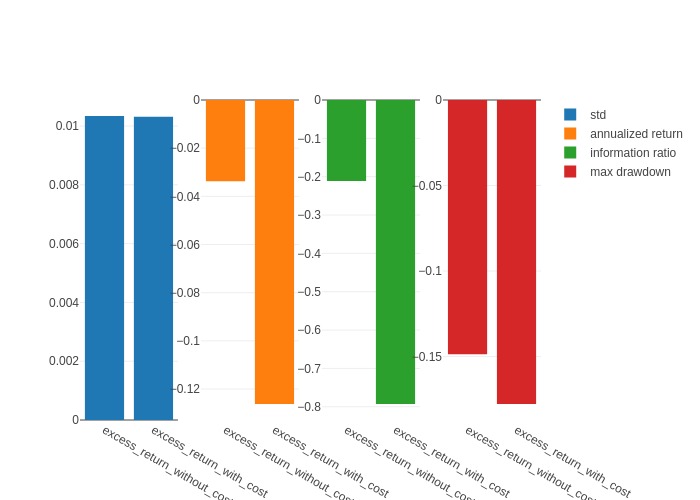 0.01
0.008
0.006
0.004
0.002
0
0
−0.02
−0.04
−0.06
−0.08
−0.1
−0.12
0
−0.1
−0.2
−0.3
−0.4
−0.5
−0.6
−0.7
−0.8
0
−0.05
−0.1
−0.15
std
annualized return
information ratio
max drawdown
excess_return_without_cost
excess_return_with_cost
excess_return_without_cost
excess_return_with_cost
excess_return_without_cost
excess_return_with_cost
excess_return_without_cost
excess_return_with_cost